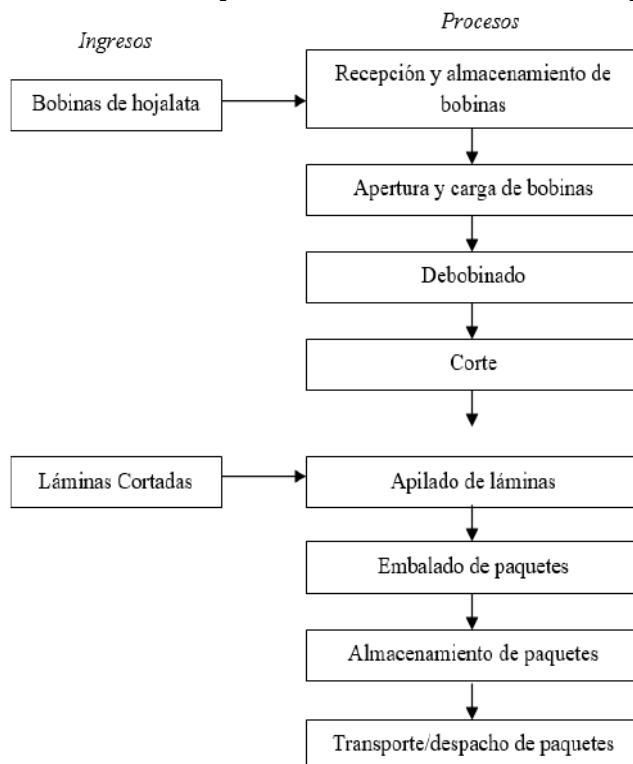 Ingresos
Procesos
Bobinas de hojalata
Recepción y almacenamiento de
bobinas
Apertura y carga de bobinas
Debobinado
Corte
Láminas Cortadas
Apilado de láminas
Embalado de paquetes
Almacenamiento de paquetes
Transporte/despacho de paquetes